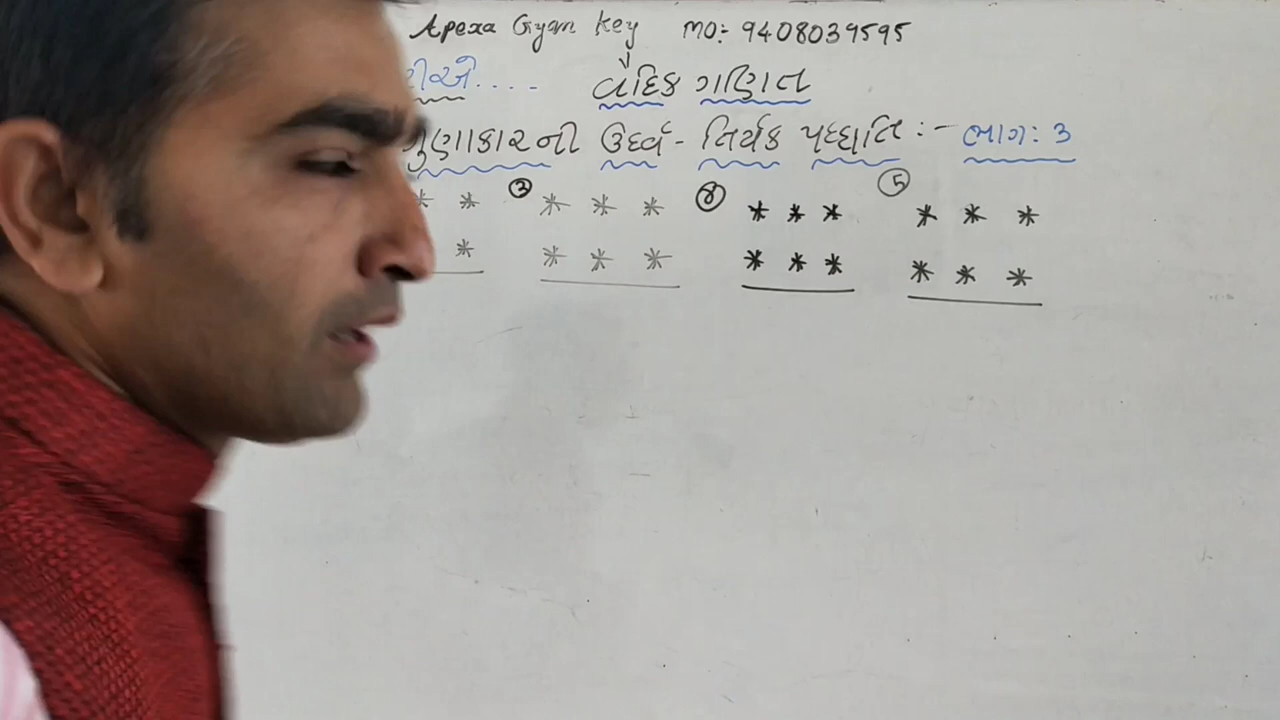 Apexa Gyan key MO:- 9408039595
.... વૈદિક ગણિત
ગુણાકારની ઉર્ધ્વ - તિર્યક પદ્ધતિ :- ભાગ: 3
* * ③ * * * ④ * * * ⑤ * * *
* * * * * * * * * *